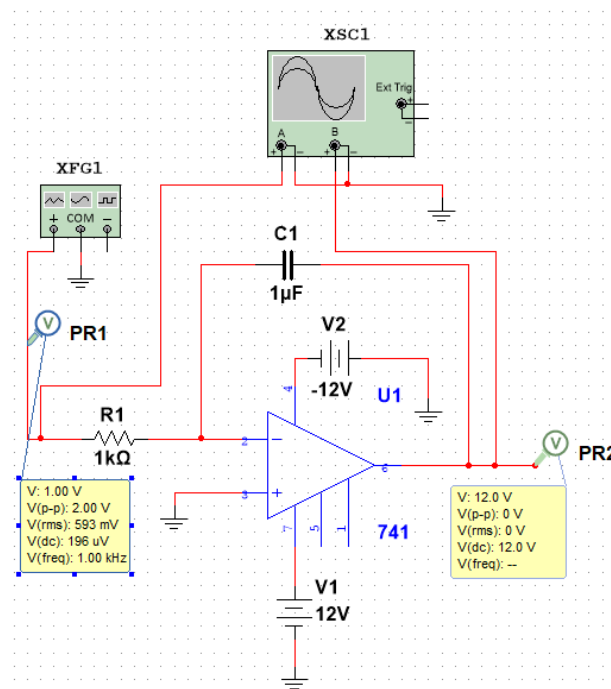 XSC1
Ext Trig
+
−
A
B
+ − + −
XFG1
+ COM −
C1
1µF
PR1
V2
-12V
4
U1
R1
1kΩ
2
−
3
+
6
PR2
7 5 1
741
V: 1.00 V
V(p-p): 2.00 V
V(rms): 593 mV
V(dc): 196 uV
V(freq): 1.00 kHz
V: 12.0 V
V(p-p): 0 V
V(rms): 0 V
V(dc): 12.0 V
V(freq): --
V1
12V
V
V